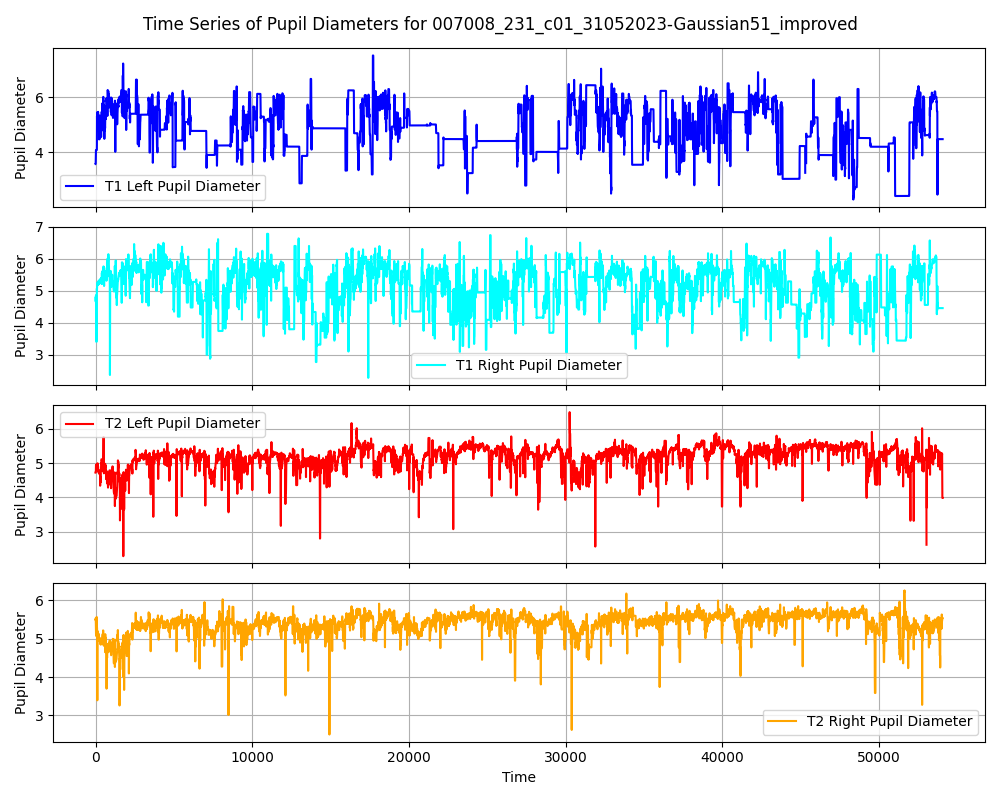 Time Series of Pupil Diameters for 007008_231_c01_31052023-Gaussian51_improved
Pupil Diameter
6
4
T1 Left Pupil Diameter
Pupil Diameter
7
6
5
4
3
T1 Right Pupil Diameter
Pupil Diameter
6
5
4
3
T2 Left Pupil Diameter
Pupil Diameter
6
5
4
3
T2 Right Pupil Diameter
0 10000 20000 30000 40000 50000
Time